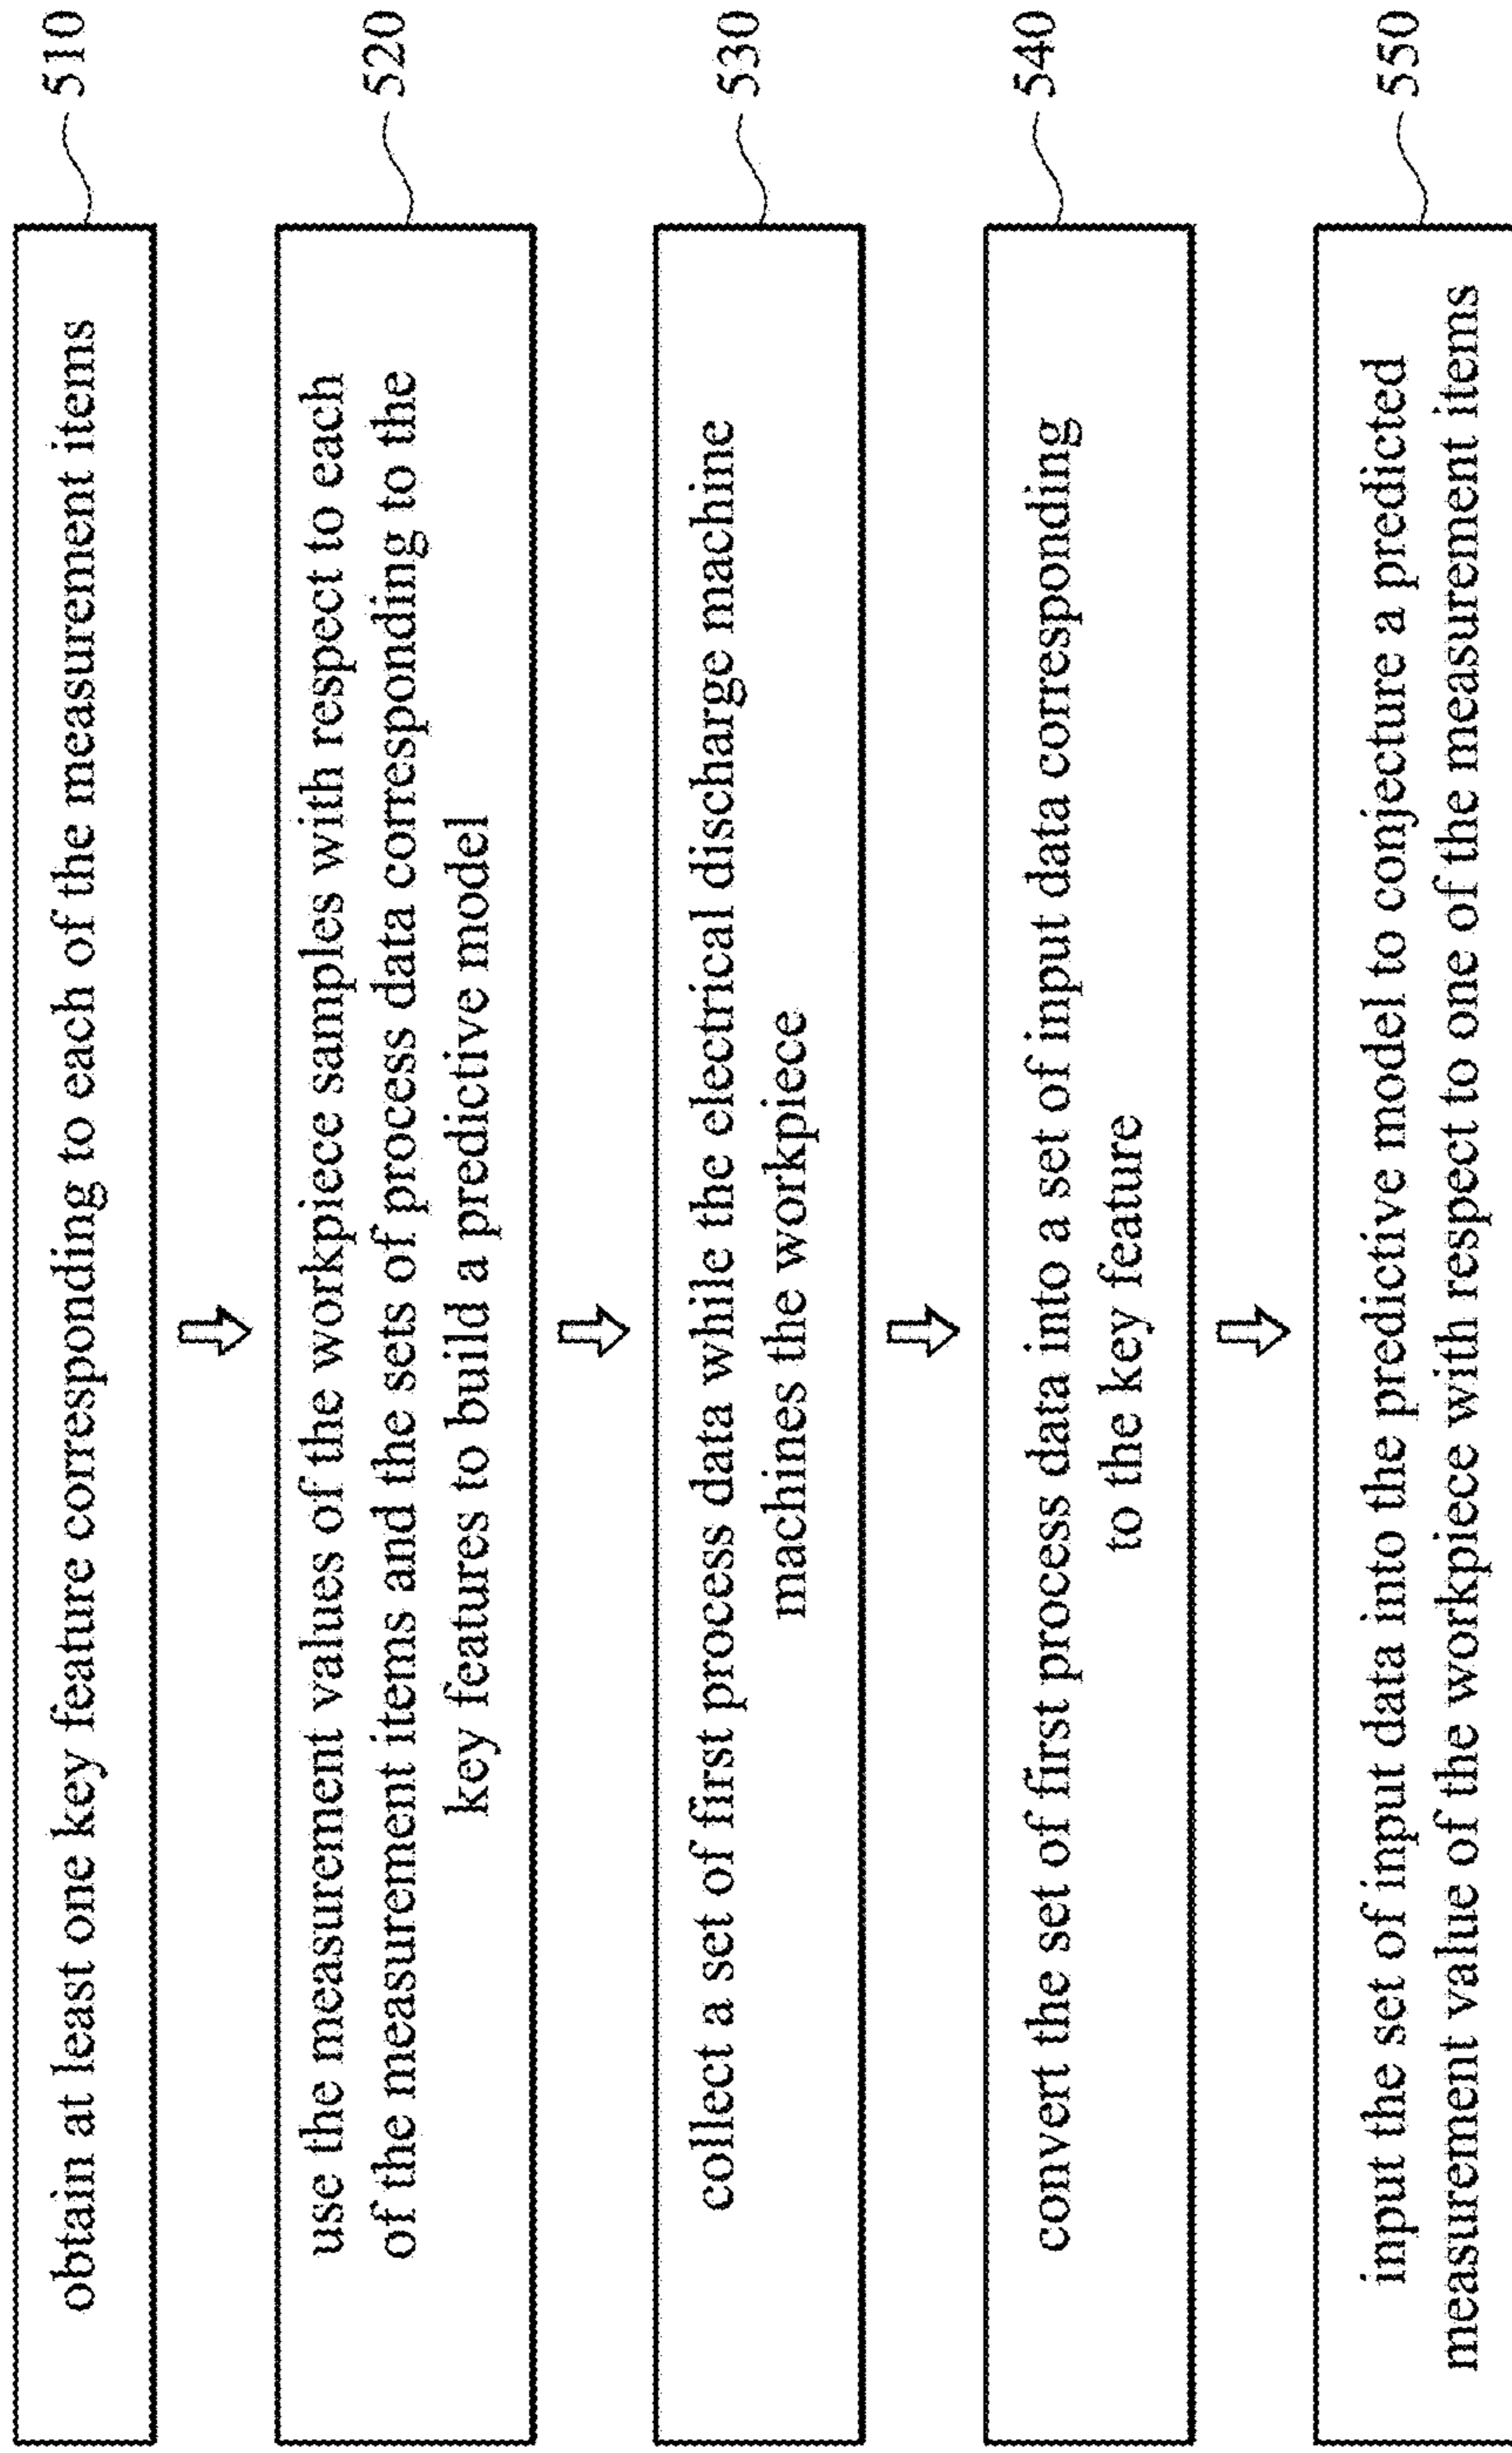 obtain at least one key feature corresponding to each of the measurement items
510
use the measurement values of the workpiece samples with respect to each
of the measurement items and the sets of process data corresponding to the
key features to build a predictive model
520
collect a set of first process data while the electrical discharge machine
machines the workpiece
530
convert the set of first process data into a set of input data corresponding
to the key feature
540
input the set of input data into the predictive model to conjecture a predicted
measurement value of the workpiece with respect to one of the measurement items
550